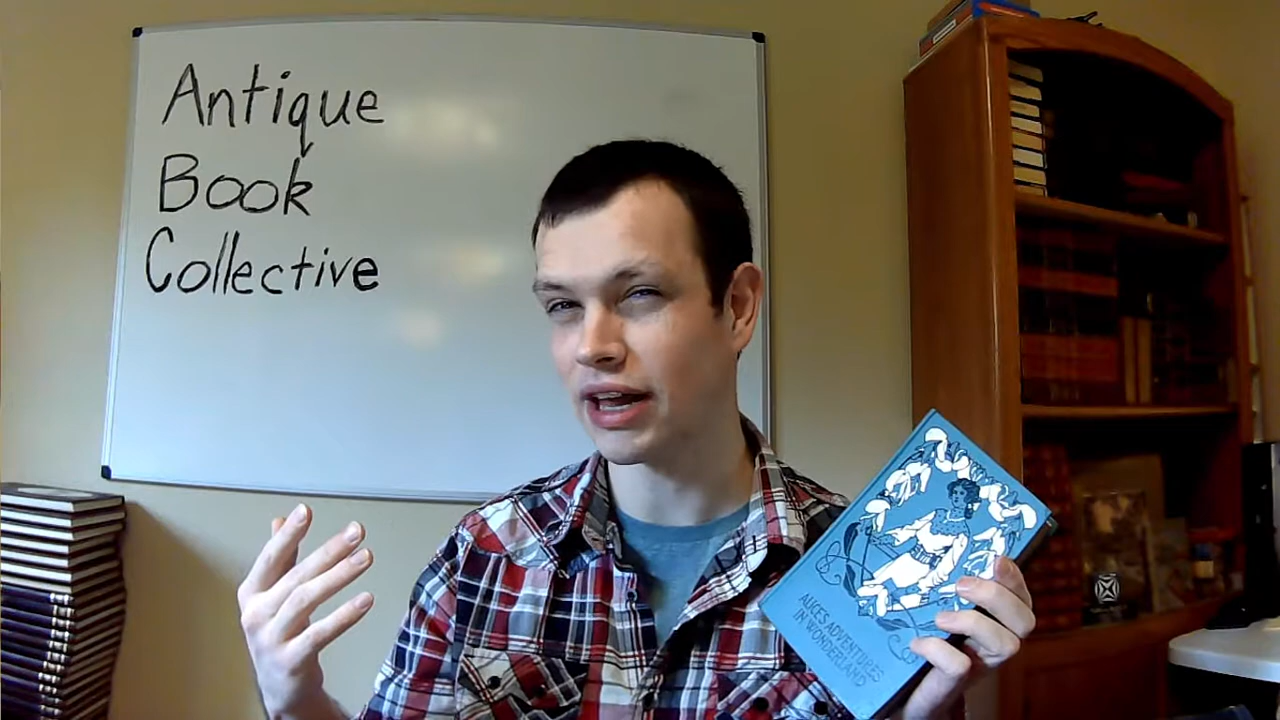 Antique
Book
Collective
ALICE'S ADVENTURES
IN WONDERLAND